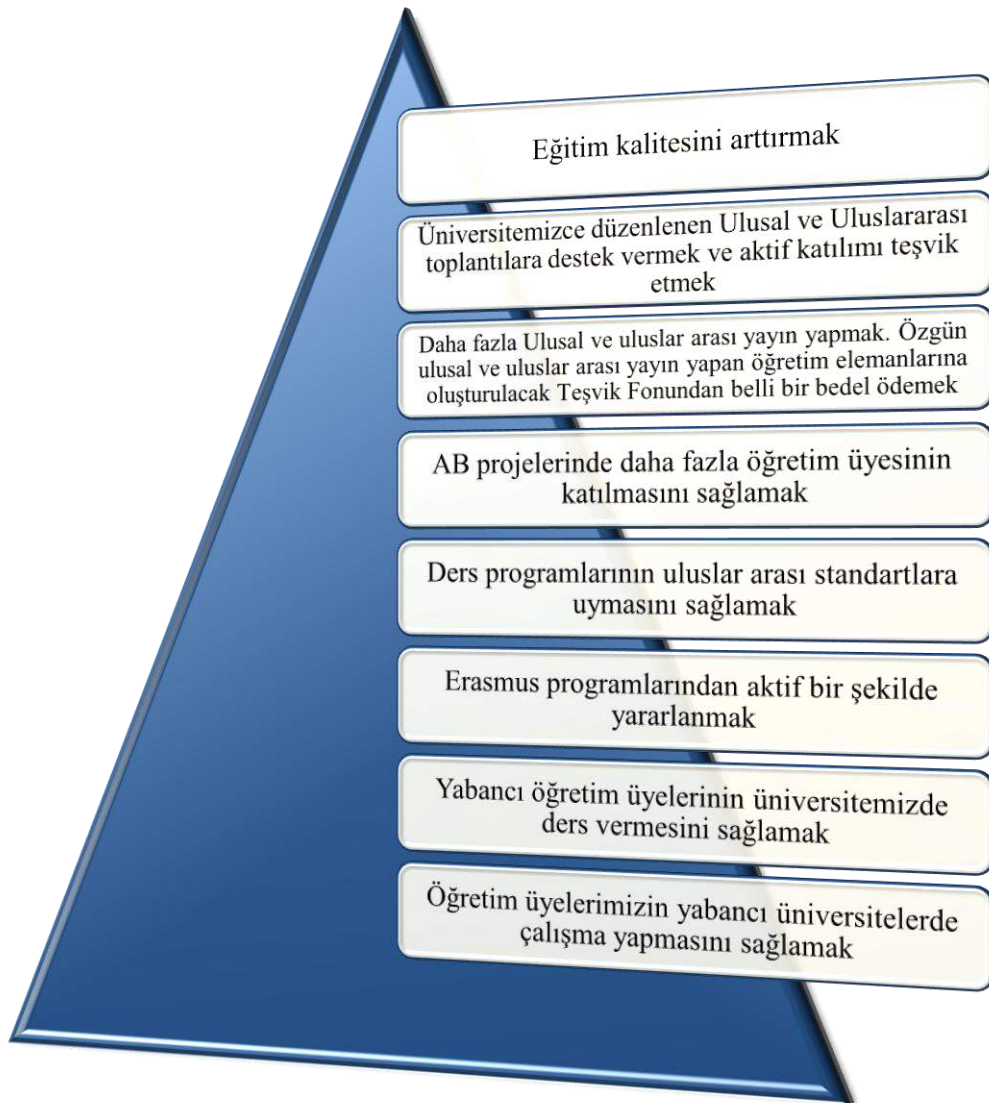 Eğitim kalitesini arttırmak
Üniversitemizce düzenlenen Ulusal ve Uluslararası
toplantılara destek vermek ve aktif katılımı teşvik
etmek
Daha fazla Ulusal ve uluslar arası yayın yapmak. Özgün
ulusal ve uluslar arası yayın yapan öğretim elemanlarına
oluşturulacak Teşvik Fonundan belli bir bedel ödemek
AB projelerinde daha fazla öğretim üyesinin
katılmasını sağlamak
Ders programlarının uluslar arası standartlara
uymasını sağlamak
Erasmus programlarından aktif bir şekilde
yararlanmak
Yabancı öğretim üyelerinin üniversitemizde
ders vermesini sağlamak
Öğretim üyelerimizin yabancı üniversitelerde
çalışma yapmasını sağlamak